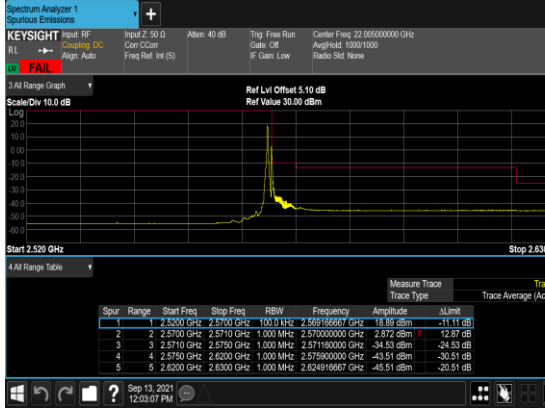 Spectrum Analyzer 1
Spurious Emissions
+
KEYSIGHT Input: RF Input Z: 50 Ω Atten: 40 dB Trig: Free Run Center Freq: 22.005000000 GHz
RL Coupling: DC Corr CCorr Gate: Off Avg|Hold: 1000/1000
Align: Auto Freq Ref: Int (S) IF Gain: Low Radio Std: None
FAIL
3 All Range Graph Ref Lvl Offset 5.10 dB
Scale/Div 10.0 dB Ref Value 30.00 dBm
Log
20.0
10.0
0.00
-10.0
-20.0
-30.0
-40.0
-50.0
-60.0
Start 2.520 GHz Stop 2.63
4 All Range Table
Measure Trace Tra
Trace Type Trace Average (Ac
Spur Range Start Freq Stop Freq RBW Frequency Amplitude ΔLimit
1 1 2.5200 GHz 2.5700 GHz 100.0 kHz 2.569166667 GHz 18.89 dBm -11.11 dB
2 2 2.5700 GHz 2.5710 GHz 1.000 MHz 2.570000000 GHz 2.872 dBm F 12.87 dB
3 3 2.5710 GHz 2.5750 GHz 1.000 MHz 2.571160000 GHz -34.53 dBm -24.53 dB
4 4 2.5750 GHz 2.6200 GHz 1.000 MHz 2.575900000 GHz -43.51 dBm -30.51 dB
5 5 2.6200 GHz 2.6300 GHz 1.000 MHz 2.624916667 GHz -45.51 dBm -20.51 dB
? Sep 13, 2021
12:03:07 PM